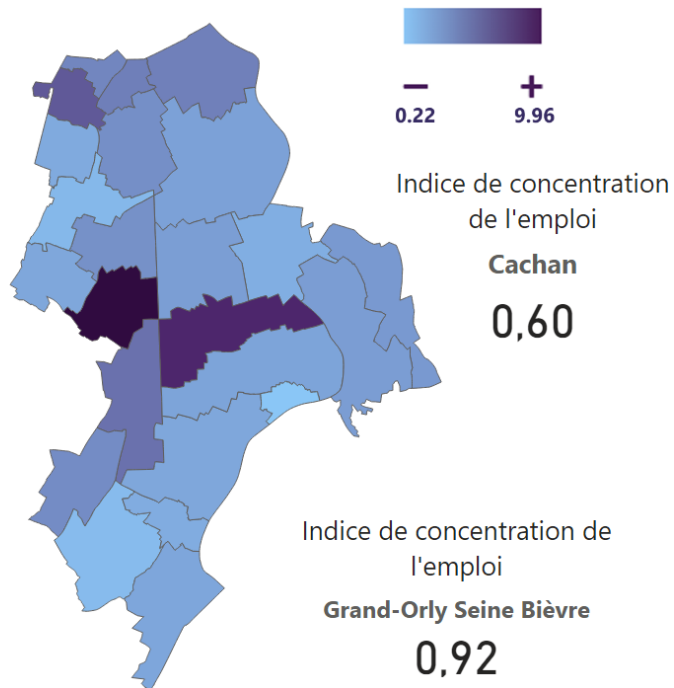 − +
0.22 9.96
Indice de concentration
de l'emploi
Cachan
0,60
Indice de concentration de
l'emploi
Grand-Orly Seine Bièvre
0,92